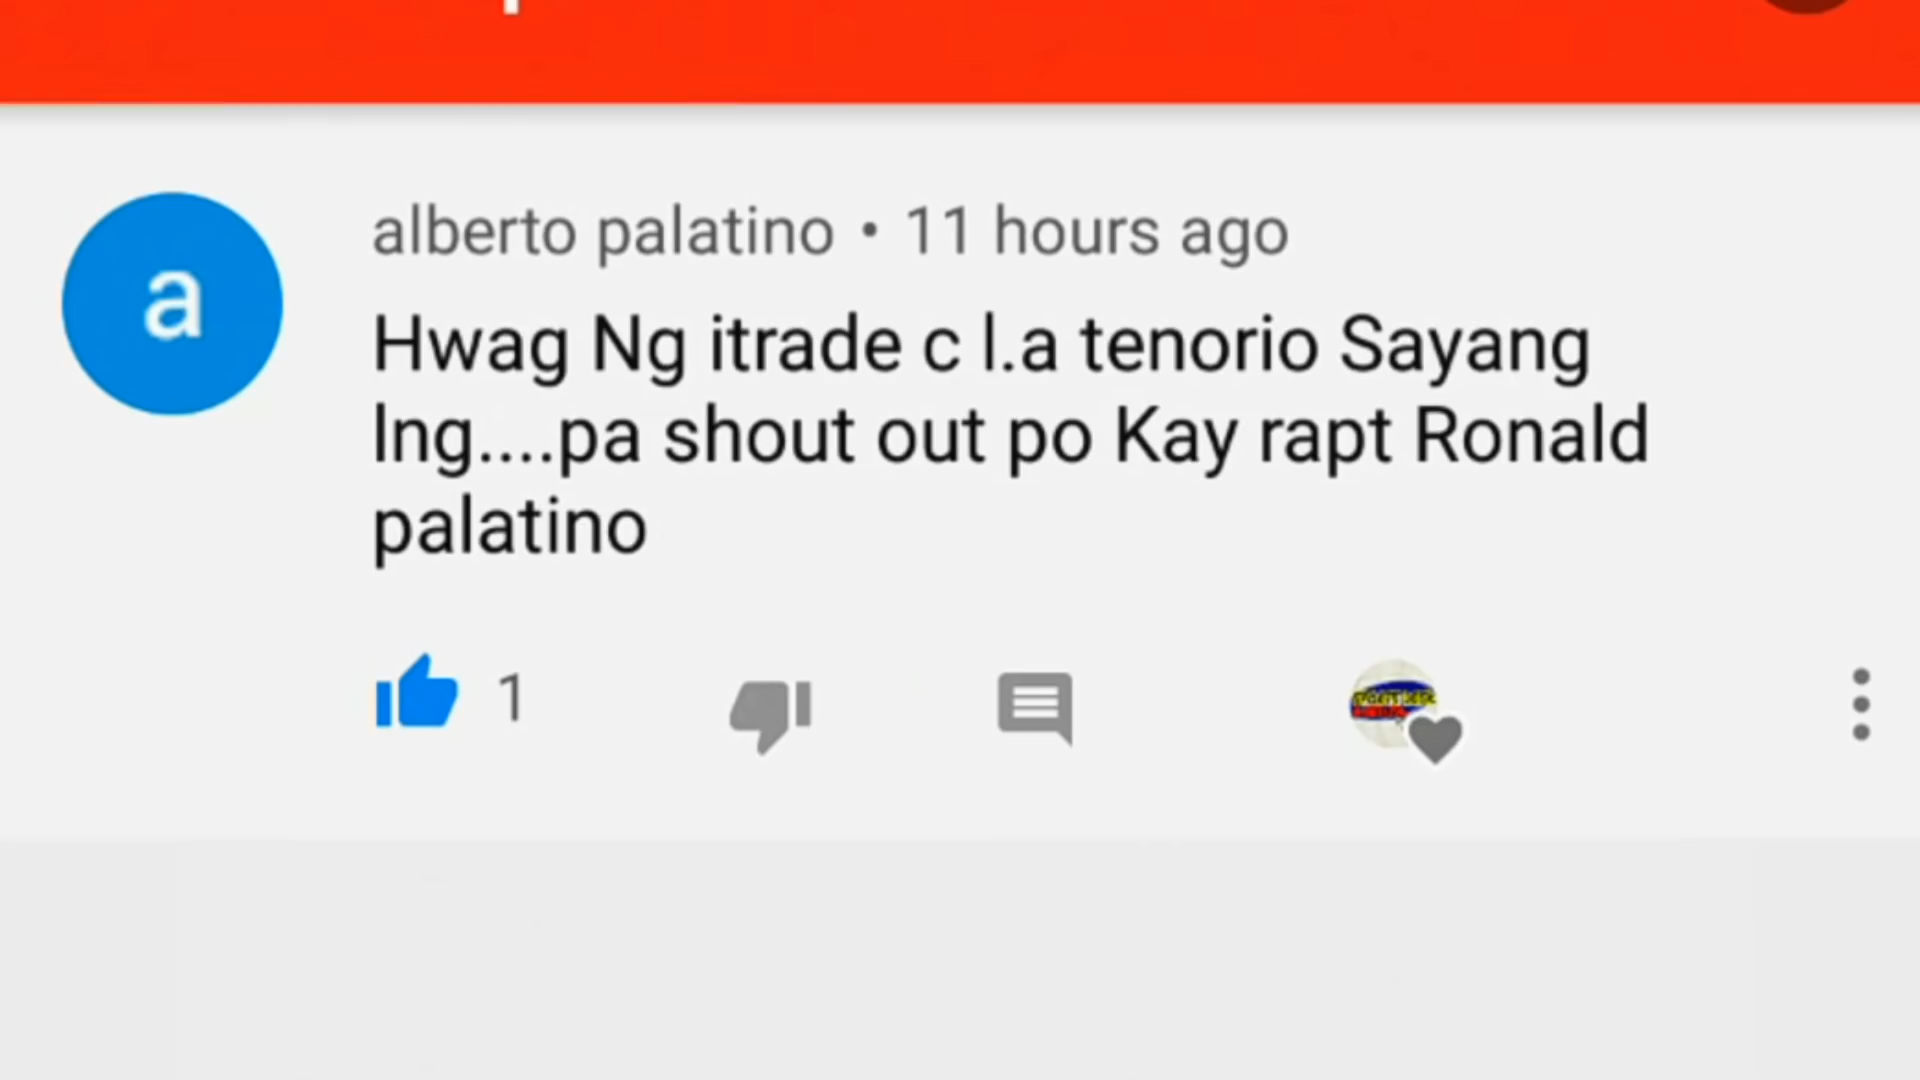 a
alberto palatino • 11 hours ago
Hwag Ng itrade c l.a tenorio Sayang
lng....pa shout out po Kay rapt Ronald
palatino
1